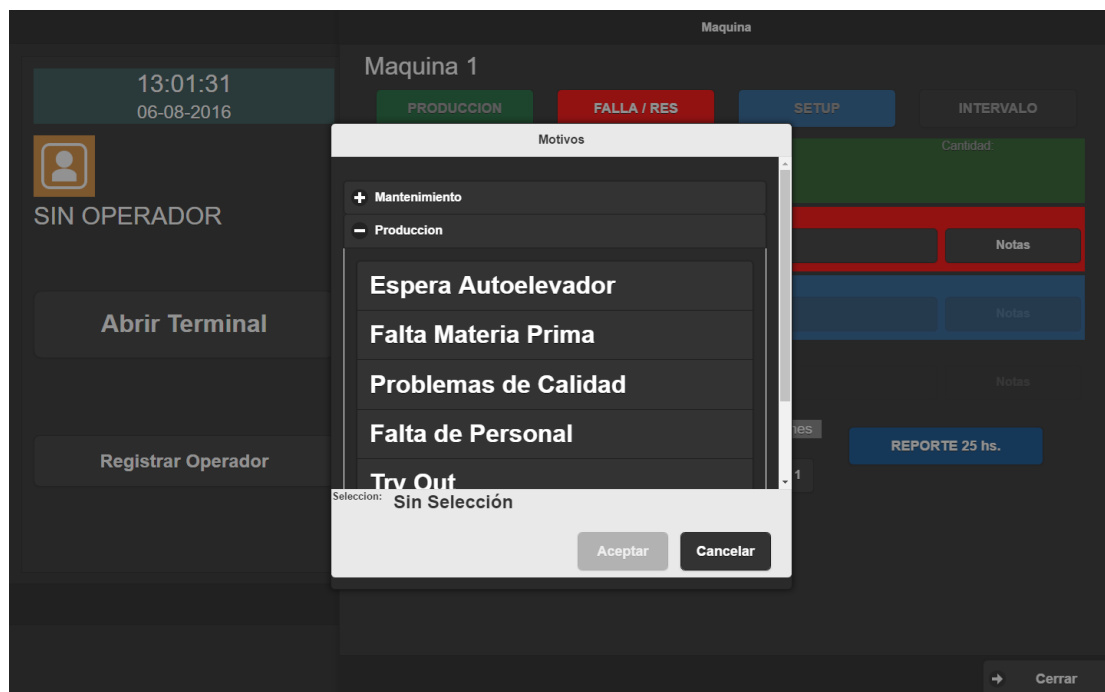 Maquina
13:01:31
06-08-2016
SIN OPERADOR
Abrir Terminal
Registrar Operador
Maquina 1
PRODUCCION
FALLA / RES
SETUP
INTERVALO
Cantidad:
Notas
Notas
Notas
REPORTE 25 hs.
1
Motivos
Mantenimiento
Produccion
Espera Autoelevador
Falta Materia Prima
Problemas de Calidad
Falta de Personal
Try Out
Seleccion: Sin Selección
Aceptar
Cancelar
Cerrar